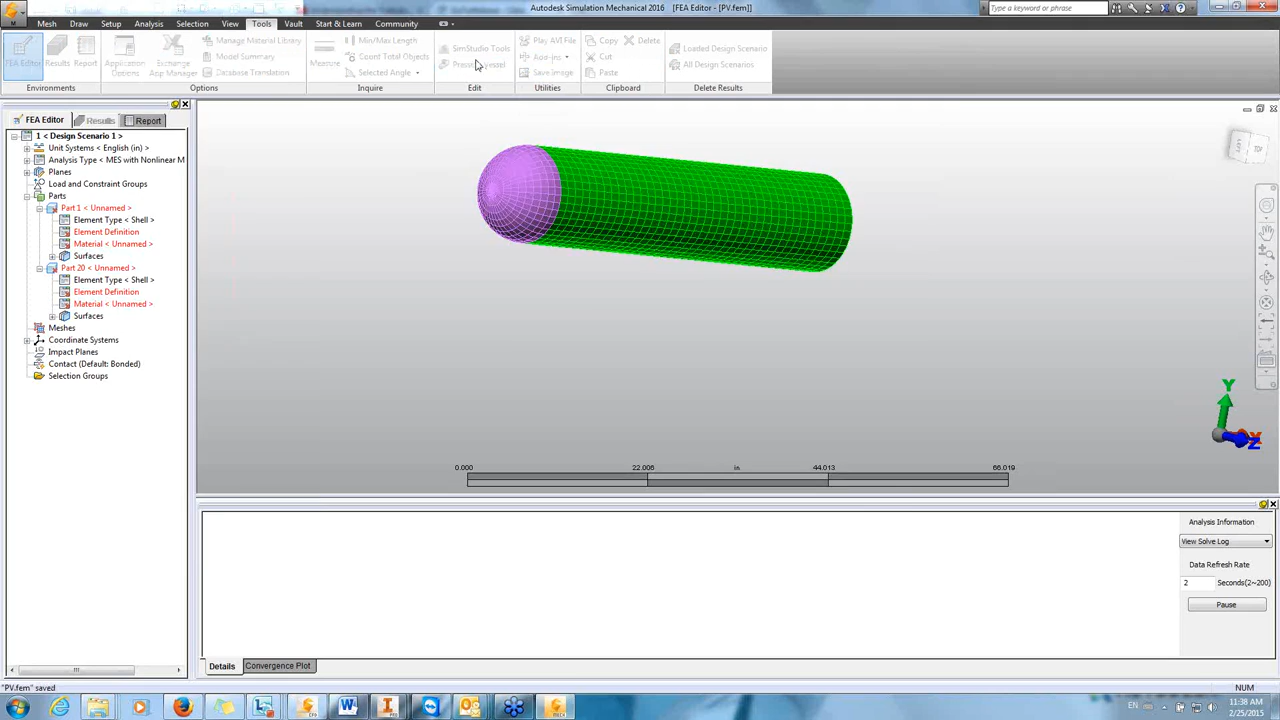 Autodesk Simulation Mechanical 2016 - [FEA Editor - [PV.fem]]
Type a keyword or phrase
Mesh Draw Setup Analysis Selection View Tools Vault Start & Learn Community
FEA Editor Results Report
Environments
Application Options
Exchange App Manager
Manage Material Library
Model Summary
Database Translation
Options
Measure
Min/Max Length
Count Total Objects
Selected Angle
Inquire
SimStudio Tools
Edit
Play AVI File
Add-Ins
Save Image
Utilities
Copy Delete
Cut
Paste
Clipboard
Loaded Design Scenario
All Design Scenarios
Delete Results
FEA Editor Results Report
1 < Design Scenario 1 >
Unit Systems < English (in) >
Analysis Type < MES with Nonlinear M
Planes
Load and Constraint Groups
Parts
Part 1 < Unnamed >
Element Type < Shell >
Element Definition
Material < Unnamed >
Surfaces
Part 20 < Unnamed >
Element Type < Shell >
Element Definition
Material < Unnamed >
Surfaces
Meshes
Coordinate Systems
Impact Planes
Contact (Default: Bonded)
Selection Groups
Y
Z
0.000 22.006 in 44.013 66.019
Analysis Information
View Solve Log
Data Refresh Rate
2 Seconds(2~200)
Pause
Details Convergence Plot
"PV.fem" saved
NUM
EN
11:38 AM
2/25/2015